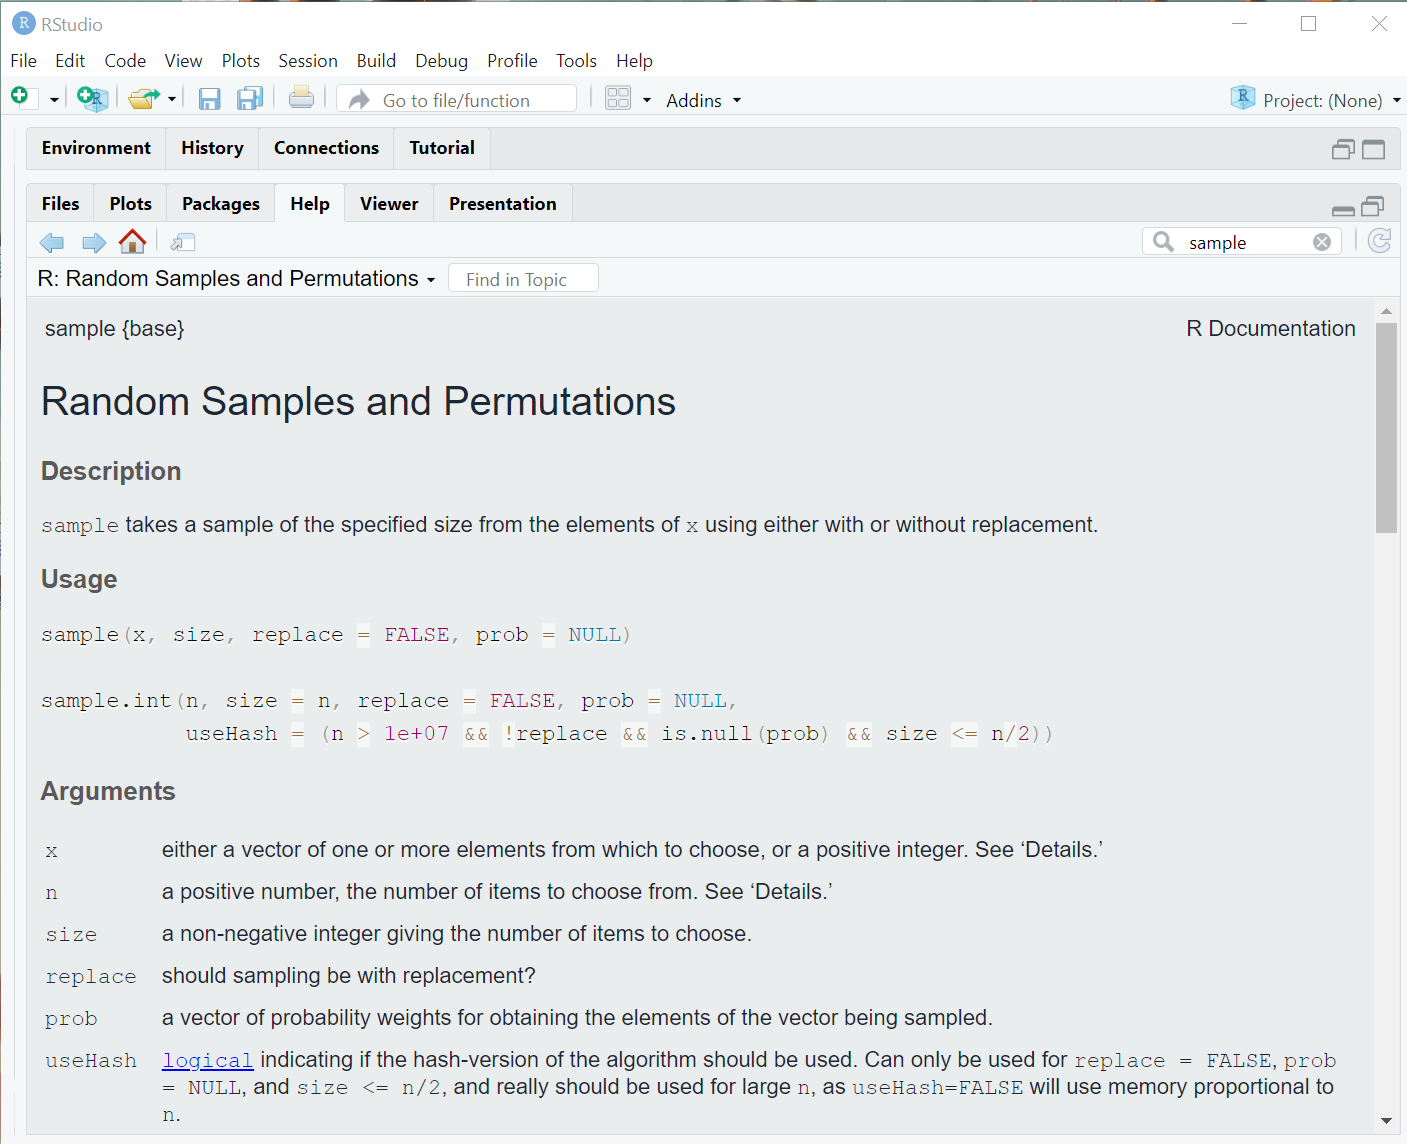 RStudio
File Edit Code View Plots Session Build Debug Profile Tools Help
Go to file/function Addins Project: (None)
Environment History Connections Tutorial
Files Plots Packages Help Viewer Presentation
sample
R: Random Samples and Permutations Find in Topic
sample {base} R Documentation
Random Samples and Permutations
Description
sample takes a sample of the specified size from the elements of x using either with or without replacement.
Usage
sample(x, size, replace = FALSE, prob = NULL)
sample.int(n, size = n, replace = FALSE, prob = NULL,
useHash = (n > 1e+07 && !replace && is.null(prob) && size <= n/2))
Arguments
x either a vector of one or more elements from which to choose, or a positive integer. See ‘Details.’
n a positive number, the number of items to choose from. See ‘Details.’
size a non-negative integer giving the number of items to choose.
replace should sampling be with replacement?
prob a vector of probability weights for obtaining the elements of the vector being sampled.
useHash logical indicating if the hash-version of the algorithm should be used. Can only be used for replace = FALSE, prob
= NULL, and size <= n/2, and really should be used for large n, as useHash=FALSE will use memory proportional to
n.